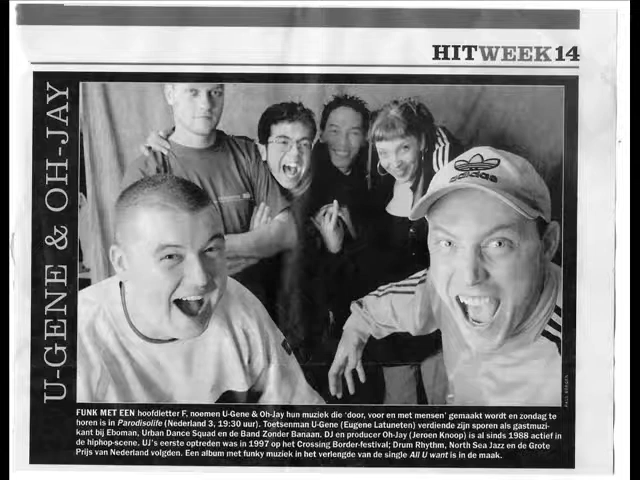 HITWEEK14
U-GENE & OH-JAY
adidas
FUNK MET EEN hoofdletter F, noemen U-Gene & Oh-Jay hun muziek die 'door, voor en met mensen' gemaakt wordt en zondag te
horen is in Paradisolife (Nederland 3, 19:30 uur). Toetsenman U-Gene (Eugene Latuneten) verdiende zijn sporen als gastmuzi-
kant bij Eboman, Urban Dance Squad en de Band Zonder Banaan. DJ en producer Oh-Jay (Jeroen Knoop) is al sinds 1988 actief in
de hiphop-scene. UJ's eerste optreden was in 1997 op het Crossing Border-festival; Drum Rhythm, North Sea Jazz en de Grote
Prijs van Nederland volgden. Een album met funky muziek in het verlengde van de single All U want is in de maak.